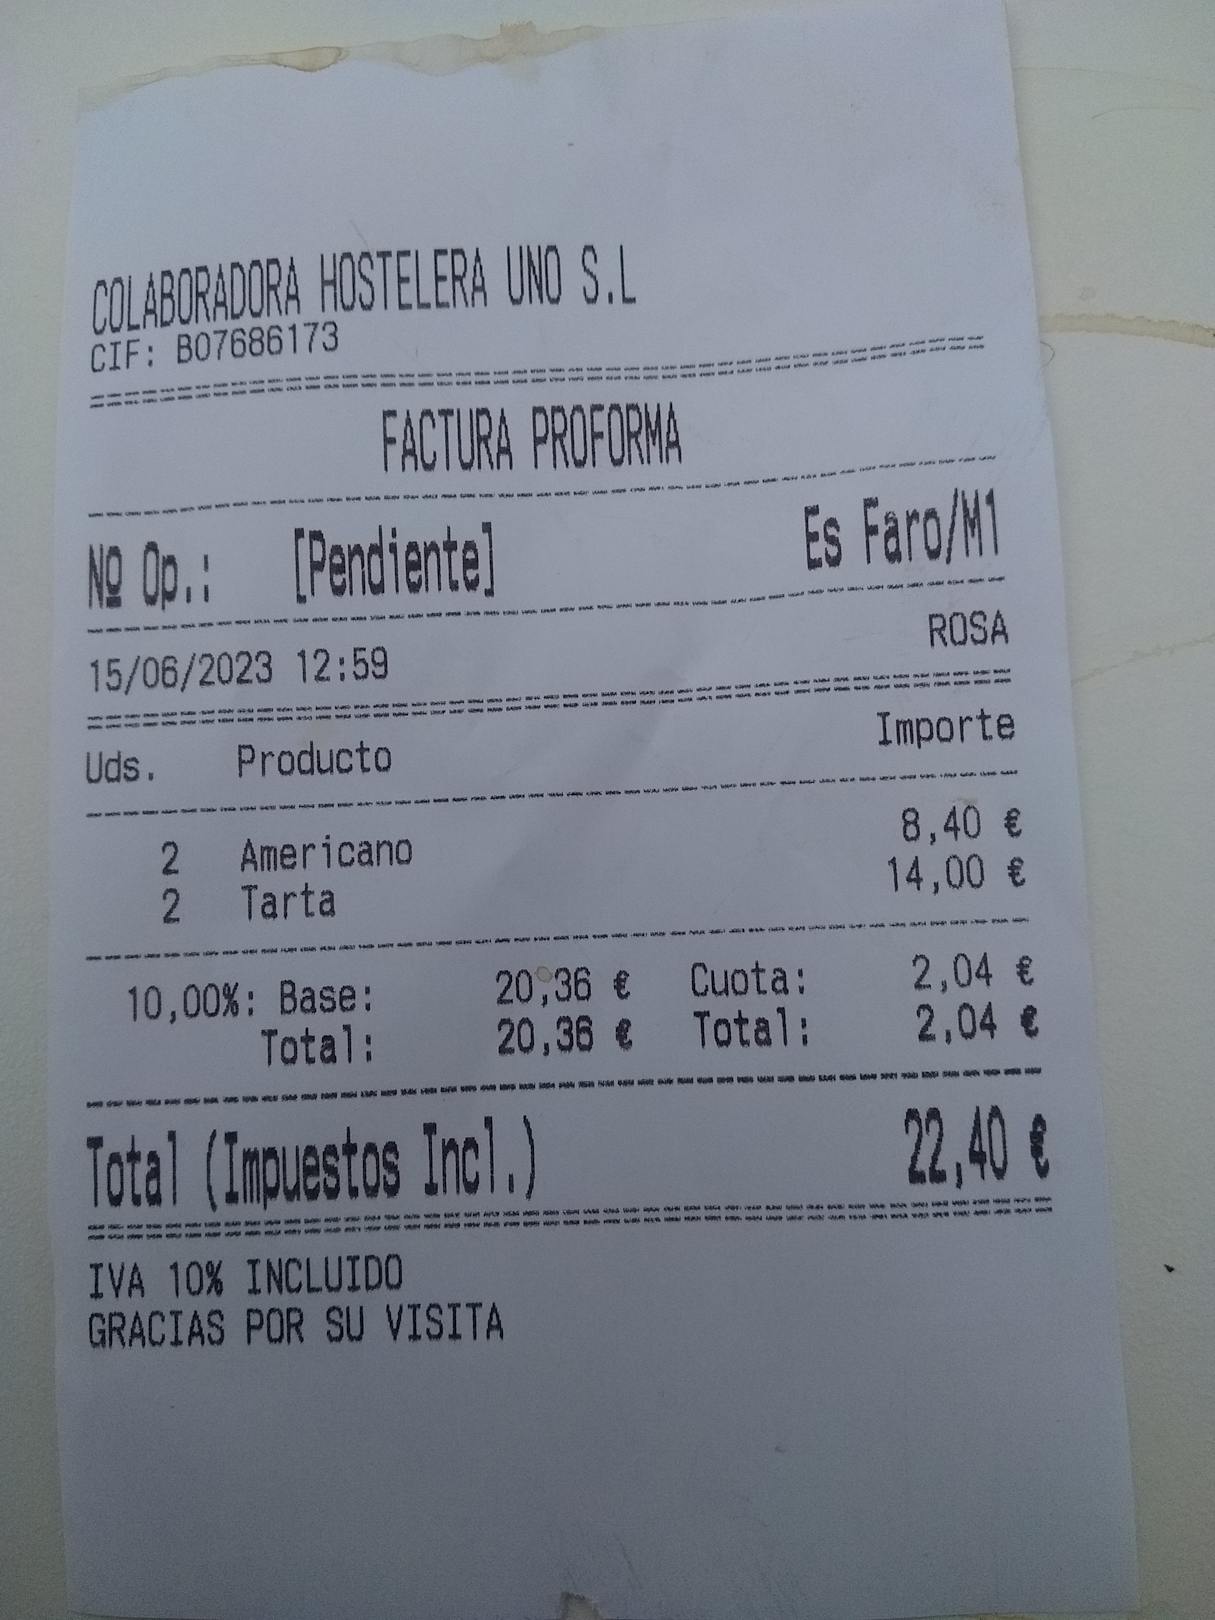 COLABORADORA HOSTELERA UNO S.L
CIF: B07686173
FACTURA PROFORMA
Nº Op.: [Pendiente] Es Faro/M1
15/06/2023 12:59 ROSA
Uds. Producto Importe
2 Americano 8,40 €
2 Tarta 14,00 €
10,00%: Base: 20,36 € Cuota: 2,04 €
Total: 20,36 € Total: 2,04 €
Total (Impuestos Incl.) 22,40 €
IVA 10% INCLUIDO
GRACIAS POR SU VISITA